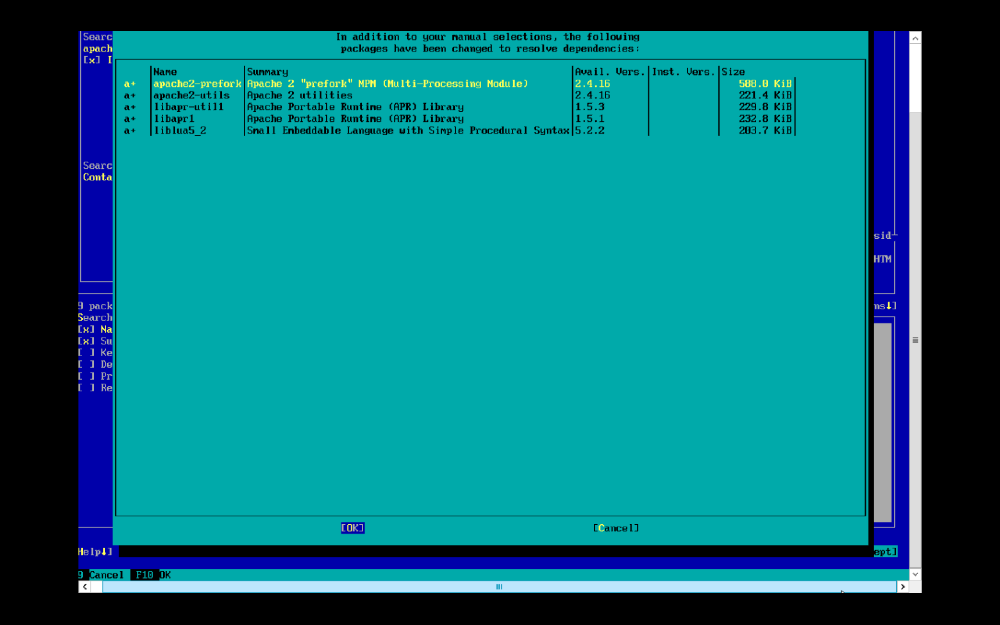 Searc
apach
[x] I
In addition to your manual selections, the following
packages have been changed to resolve dependencies:
Name Summary Avail. Vers. Inst. Vers. Size
a+ apache2-prefork Apache 2 "prefork" MPM (Multi-Processing Module) 2.4.16 588.0 KiB
a+ apache2-utils Apache 2 utilities 2.4.16 221.4 KiB
a+ libapr-util1 Apache Portable Runtime (APR) Library 1.5.3 229.8 KiB
a+ libapr1 Apache Portable Runtime (APR) Library 1.5.1 232.8 KiB
a+ liblua5_2 Small Embeddable Language with Simple Procedural Syntax 5.2.2 203.7 KiB
Searc
Conta
sid
HTM
9 pack
ms↓]
Search
[x] Na
[x] Su
[ ] Ke
[ ] De
[ ] Pr
[ ] Re
[OK] [Cancel]
Help↓]
ept]
9 Cancel F10 OK